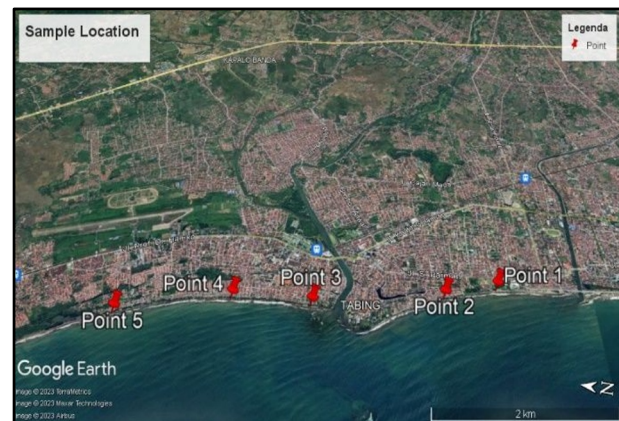 Sample Location
Legenda
Point
KAPALO BANDA
Point 1
Point 2
Point 3
Point 4
Point 5
TABING
Google Earth
Image © 2023 TerraMetrics
Image © 2023 Maxar Technologies
Image © 2023 Airbus
N
2 km